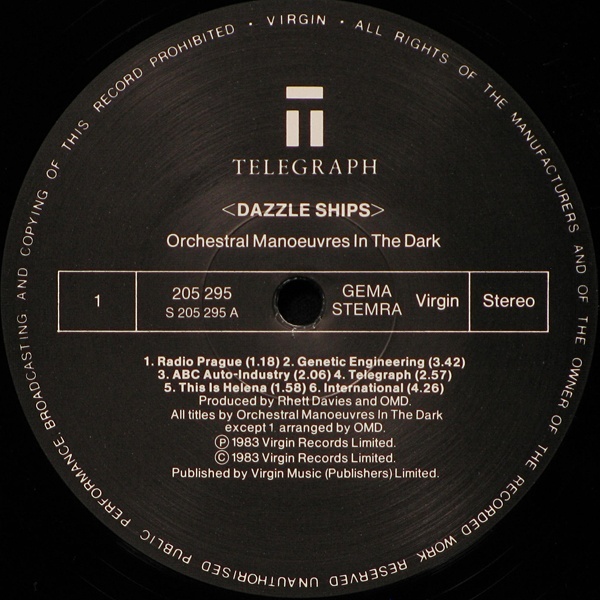 · VIRGIN · ALL RIGHTS OF THE MANUFACTURERS AND OF THE OWNER OF THE RECORDED WORK RESERVED UNAUTHORISED PUBLIC PERFORMANCE, BROADCASTING AND COPYING OF THIS RECORD PROHIBITED
TELEGRAPH
<DAZZLE SHIPS>
Orchestral Manoeuvres In The Dark
1
205 295
S 205 295 A
GEMA
STEMRA
Virgin
Stereo
1. Radio Prague (1.18) 2. Genetic Engineering (3.42)
3. ABC Auto-Industry (2.06) 4. Telegraph (2.57)
5. This Is Helena (1.58) 6. International (4.26)
Produced by Rhett Davies and OMD.
All titles by Orchestral Manoeuvres In The Dark
except 1. arranged by OMD.
Ⓟ 1983 Virgin Records Limited.
© 1983 Virgin Records Limited.
Published by Virgin Music (Publishers) Limited.